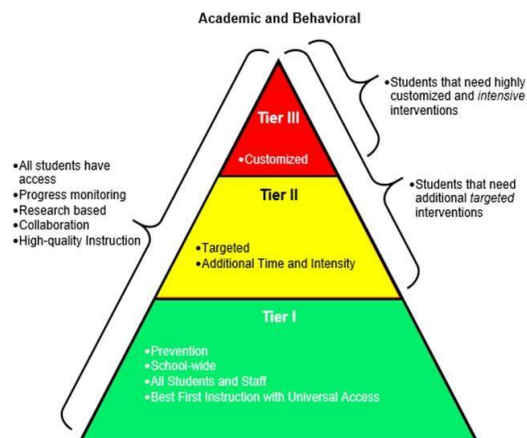 Academic and Behavioral
•Students that need highly
customized and intensive
interventions
Tier III
•Customized
•All students have
access
•Progress monitoring
•Research based
•Collaboration
•High-quality Instruction
•Students that need
additional targeted
interventions
Tier II
•Targeted
•Additional Time and Intensity
Tier I
•Prevention
•School-wide
•All Students and Staff
•Best First Instruction with Universal Access